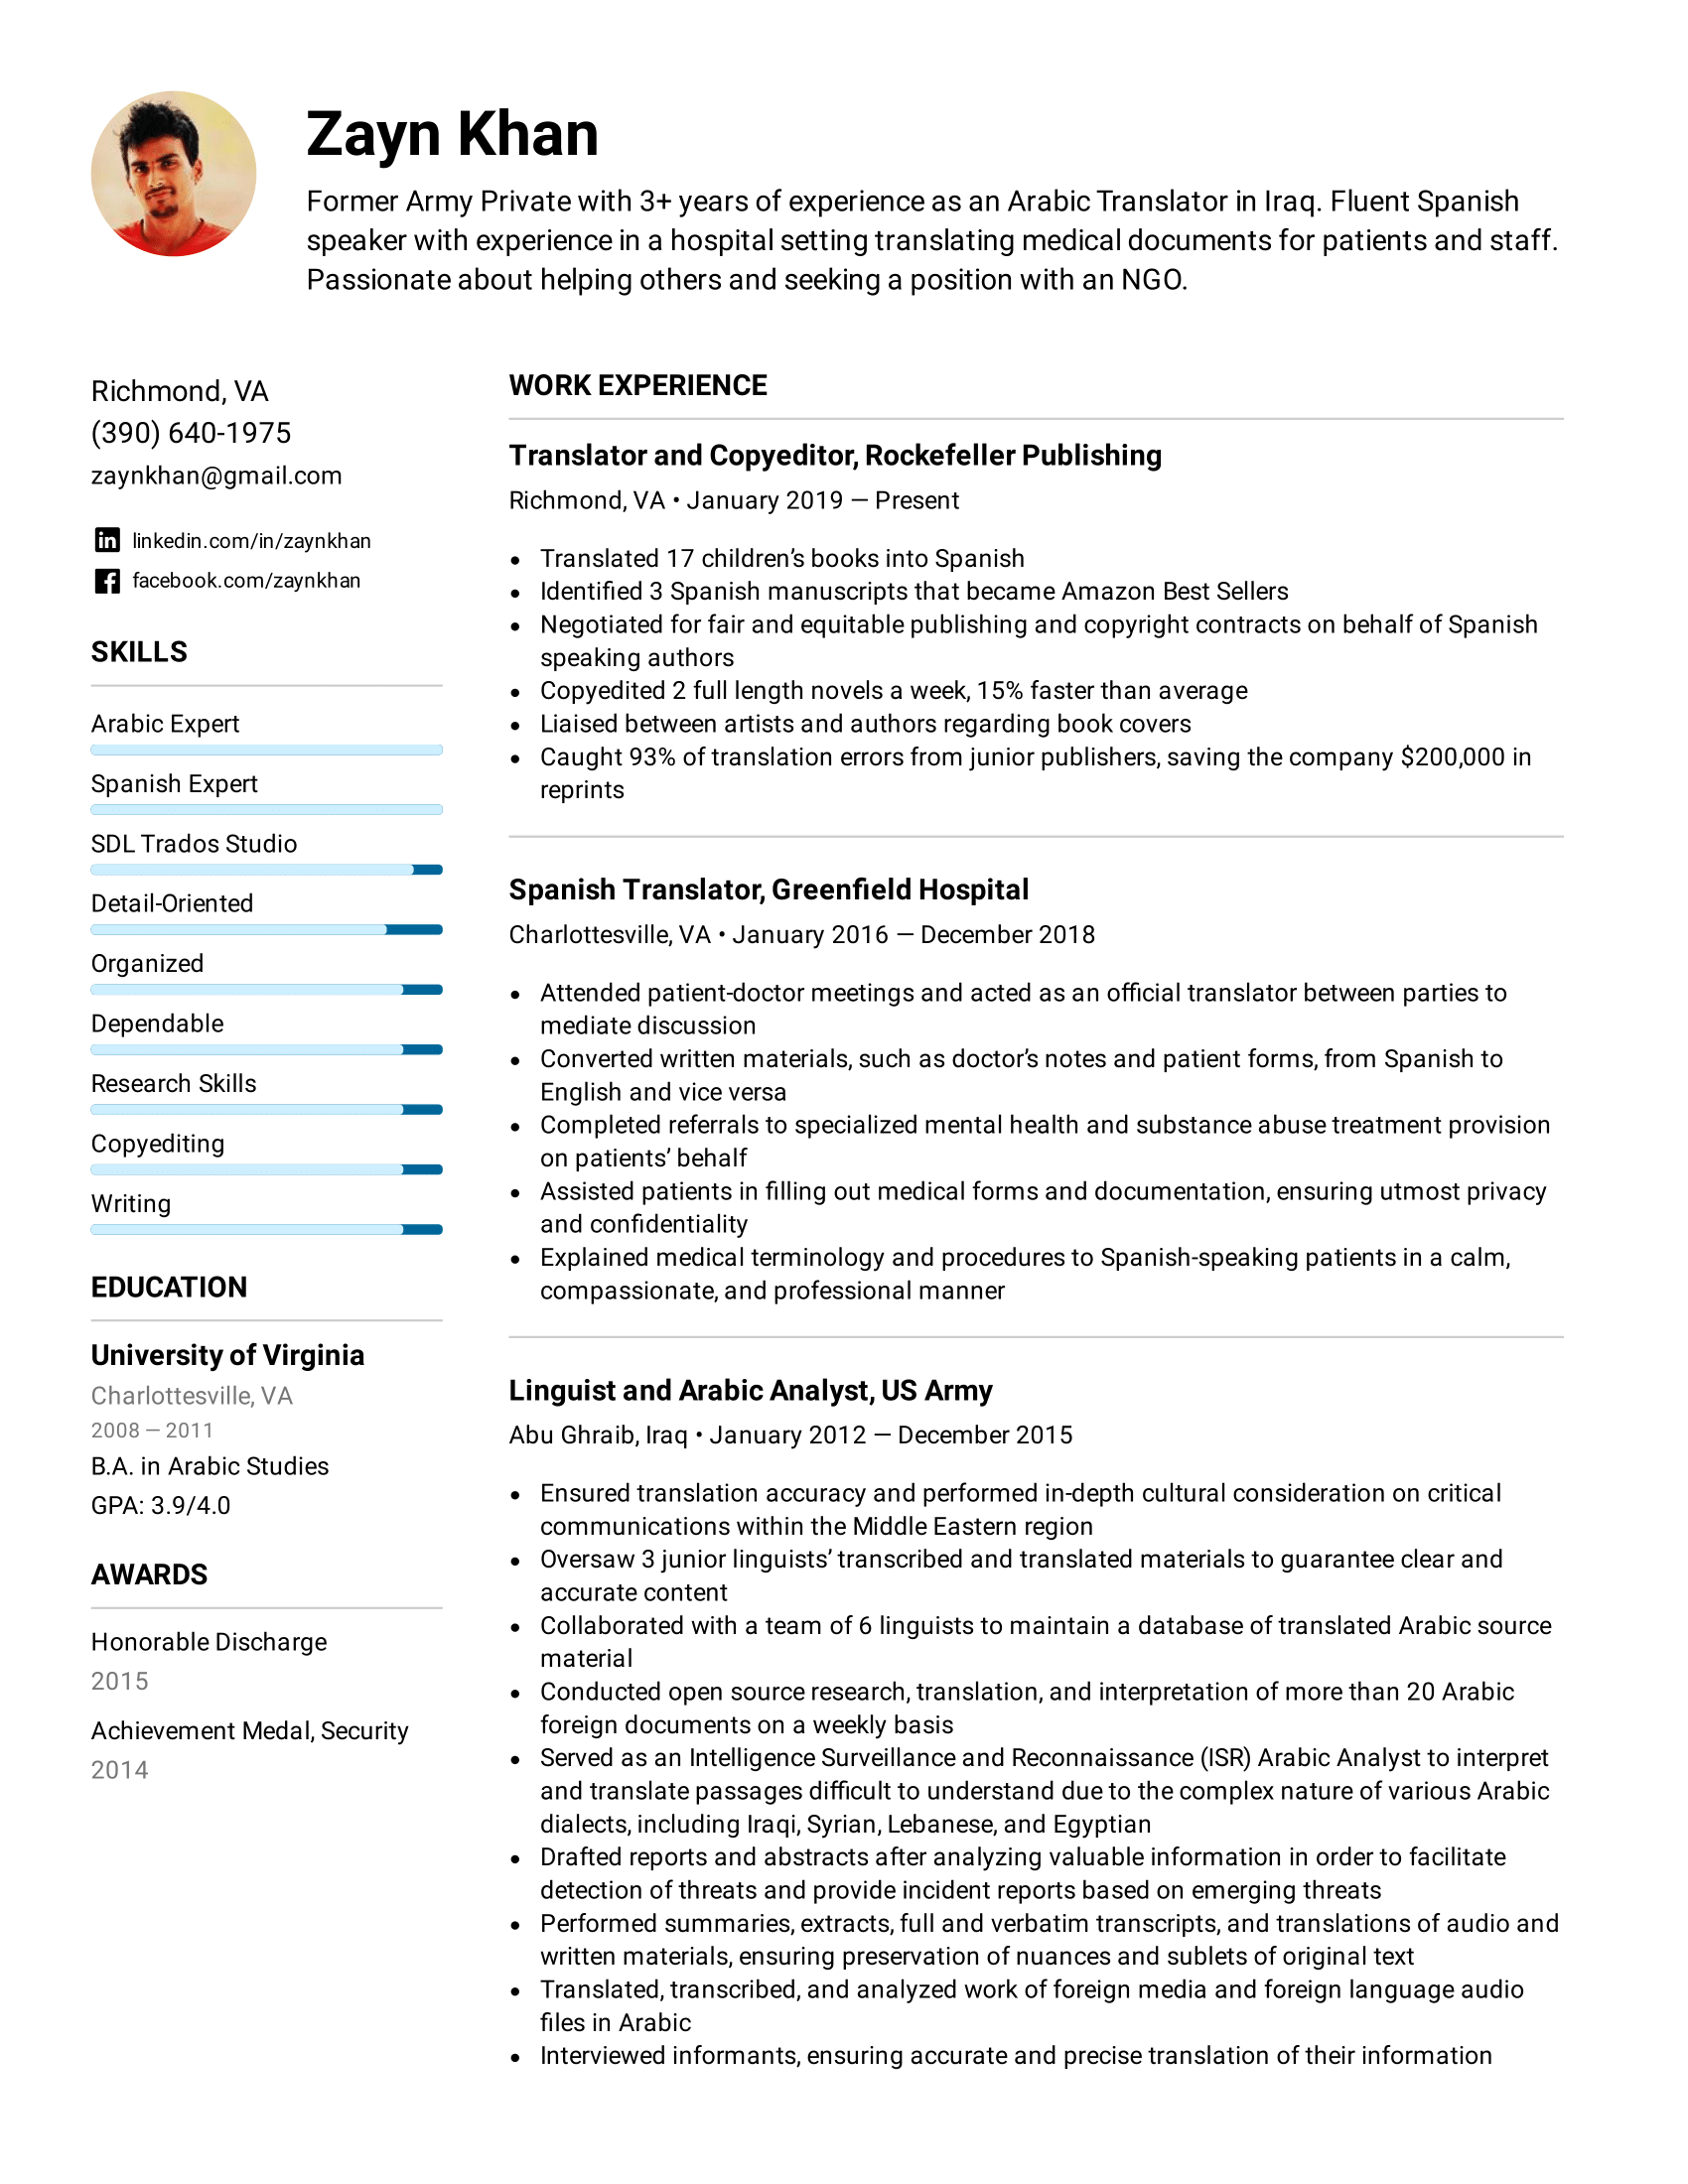 Zayn Khan
Former Army Private with 3+ years of experience as an Arabic Translator in Iraq. Fluent Spanish
speaker with experience in a hospital setting translating medical documents for patients and staff.
Passionate about helping others and seeking a position with an NGO.
Richmond, VA
(390) 640-1975
zaynkhan@gmail.com
linkedin.com/in/zaynkhan
facebook.com/zaynkhan
SKILLS
Arabic Expert
Spanish Expert
SDL Trados Studio
Detail-Oriented
Organized
Dependable
Research Skills
Copyediting
Writing
EDUCATION
University of Virginia
Charlottesville, VA
2008 — 2011
B.A. in Arabic Studies
GPA: 3.9/4.0
AWARDS
Honorable Discharge
2015
Achievement Medal, Security
2014
WORK EXPERIENCE
Translator and Copyeditor, Rockefeller Publishing
Richmond, VA • January 2019 — Present
• Translated 17 children’s books into Spanish
• Identified 3 Spanish manuscripts that became Amazon Best Sellers
• Negotiated for fair and equitable publishing and copyright contracts on behalf of Spanish
speaking authors
• Copyedited 2 full length novels a week, 15% faster than average
• Liaised between artists and authors regarding book covers
• Caught 93% of translation errors from junior publishers, saving the company $200,000 in
reprints
Spanish Translator, Greenfield Hospital
Charlottesville, VA • January 2016 — December 2018
• Attended patient-doctor meetings and acted as an official translator between parties to
mediate discussion
• Converted written materials, such as doctor’s notes and patient forms, from Spanish to
English and vice versa
• Completed referrals to specialized mental health and substance abuse treatment provision
on patients’ behalf
• Assisted patients in filling out medical forms and documentation, ensuring utmost privacy
and confidentiality
• Explained medical terminology and procedures to Spanish-speaking patients in a calm,
compassionate, and professional manner
Linguist and Arabic Analyst, US Army
Abu Ghraib, Iraq • January 2012 — December 2015
• Ensured translation accuracy and performed in-depth cultural consideration on critical
communications within the Middle Eastern region
• Oversaw 3 junior linguists’ transcribed and translated materials to guarantee clear and
accurate content
• Collaborated with a team of 6 linguists to maintain a database of translated Arabic source
material
• Conducted open source research, translation, and interpretation of more than 20 Arabic
foreign documents on a weekly basis
• Served as an Intelligence Surveillance and Reconnaissance (ISR) Arabic Analyst to interpret
and translate passages difficult to understand due to the complex nature of various Arabic
dialects, including Iraqi, Syrian, Lebanese, and Egyptian
• Drafted reports and abstracts after analyzing valuable information in order to facilitate
detection of threats and provide incident reports based on emerging threats
• Performed summaries, extracts, full and verbatim transcripts, and translations of audio and
written materials, ensuring preservation of nuances and sublets of original text
• Translated, transcribed, and analyzed work of foreign media and foreign language audio
files in Arabic
• Interviewed informants, ensuring accurate and precise translation of their information